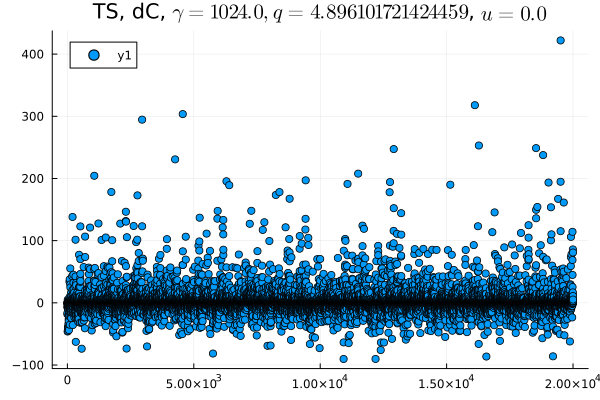 TS, dC, γ = 1024.0, q = 4.896101721424459, u = 0.0
y1
400
300
200
100
0
−100
0 5.00×10³ 1.00×10⁴ 1.50×10⁴ 2.00×10⁴